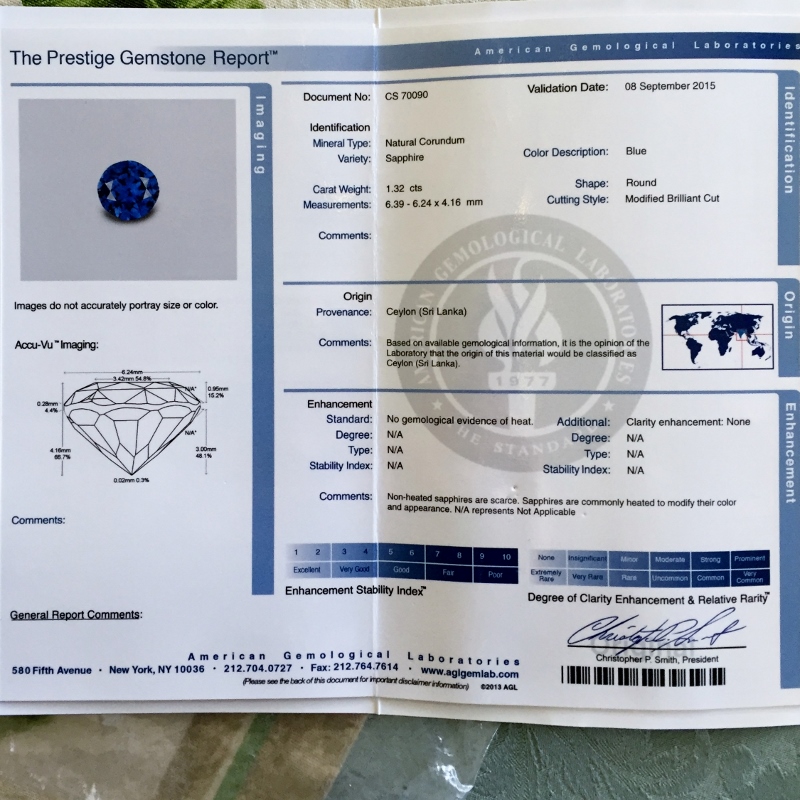 The Prestige Gemstone Report™
American Gemological Laboratories
Imaging
Images do not accurately portray size or color.
Accu-Vu™ Imaging:
6.24mm
3.42mm 54.8%
N/A°
0.95mm
15.2%
0.28mm
4.4%
N/A°
4.16mm
66.7%
3.00mm
48.1%
0.02mm 0.3%
Comments:
General Report Comments:
Document No: CS 70090
Validation Date: 08 September 2015
Identification
Identification
Mineral Type: Natural Corundum
Variety: Sapphire
Color Description: Blue
Carat Weight: 1.32 cts
Shape: Round
Measurements: 6.39 - 6.24 x 4.16 mm
Cutting Style: Modified Brilliant Cut
Comments:
AMERICAN GEMOLOGICAL LABORATORIES
1977
THE STANDARD
Origin
Origin
Provenance: Ceylon (Sri Lanka)
Comments: Based on available gemological information, it is the opinion of the
Laboratory that the origin of this material would be classified as
Ceylon (Sri Lanka).
Enhancement
Enhancement
Standard: No gemological evidence of heat. Additional: Clarity enhancement: None
Degree: N/A Degree: N/A
Type: N/A Type: N/A
Stability Index: N/A Stability Index: N/A
Comments: Non-heated sapphires are scarce. Sapphires are commonly heated to modify their color
and appearance. N/A represents Not Applicable
1 2 3 4 5 6 7 8 9 10
Excellent Very Good Good Fair Poor
Enhancement Stability Index™
None Insignificant Minor Moderate Strong Prominent
Extremely Rare Very Rare Rare Uncommon Common Very Common
Degree of Clarity Enhancement & Relative Rarity™
Christopher P. Smith, President
American Gemological Laboratories
580 Fifth Avenue • New York, NY 10036 • 212.704.0727 • Fax: 212.764.7614 • www.aglgemlab.com
(Please see the back of this document for important disclaimer information) ©2013 AGL